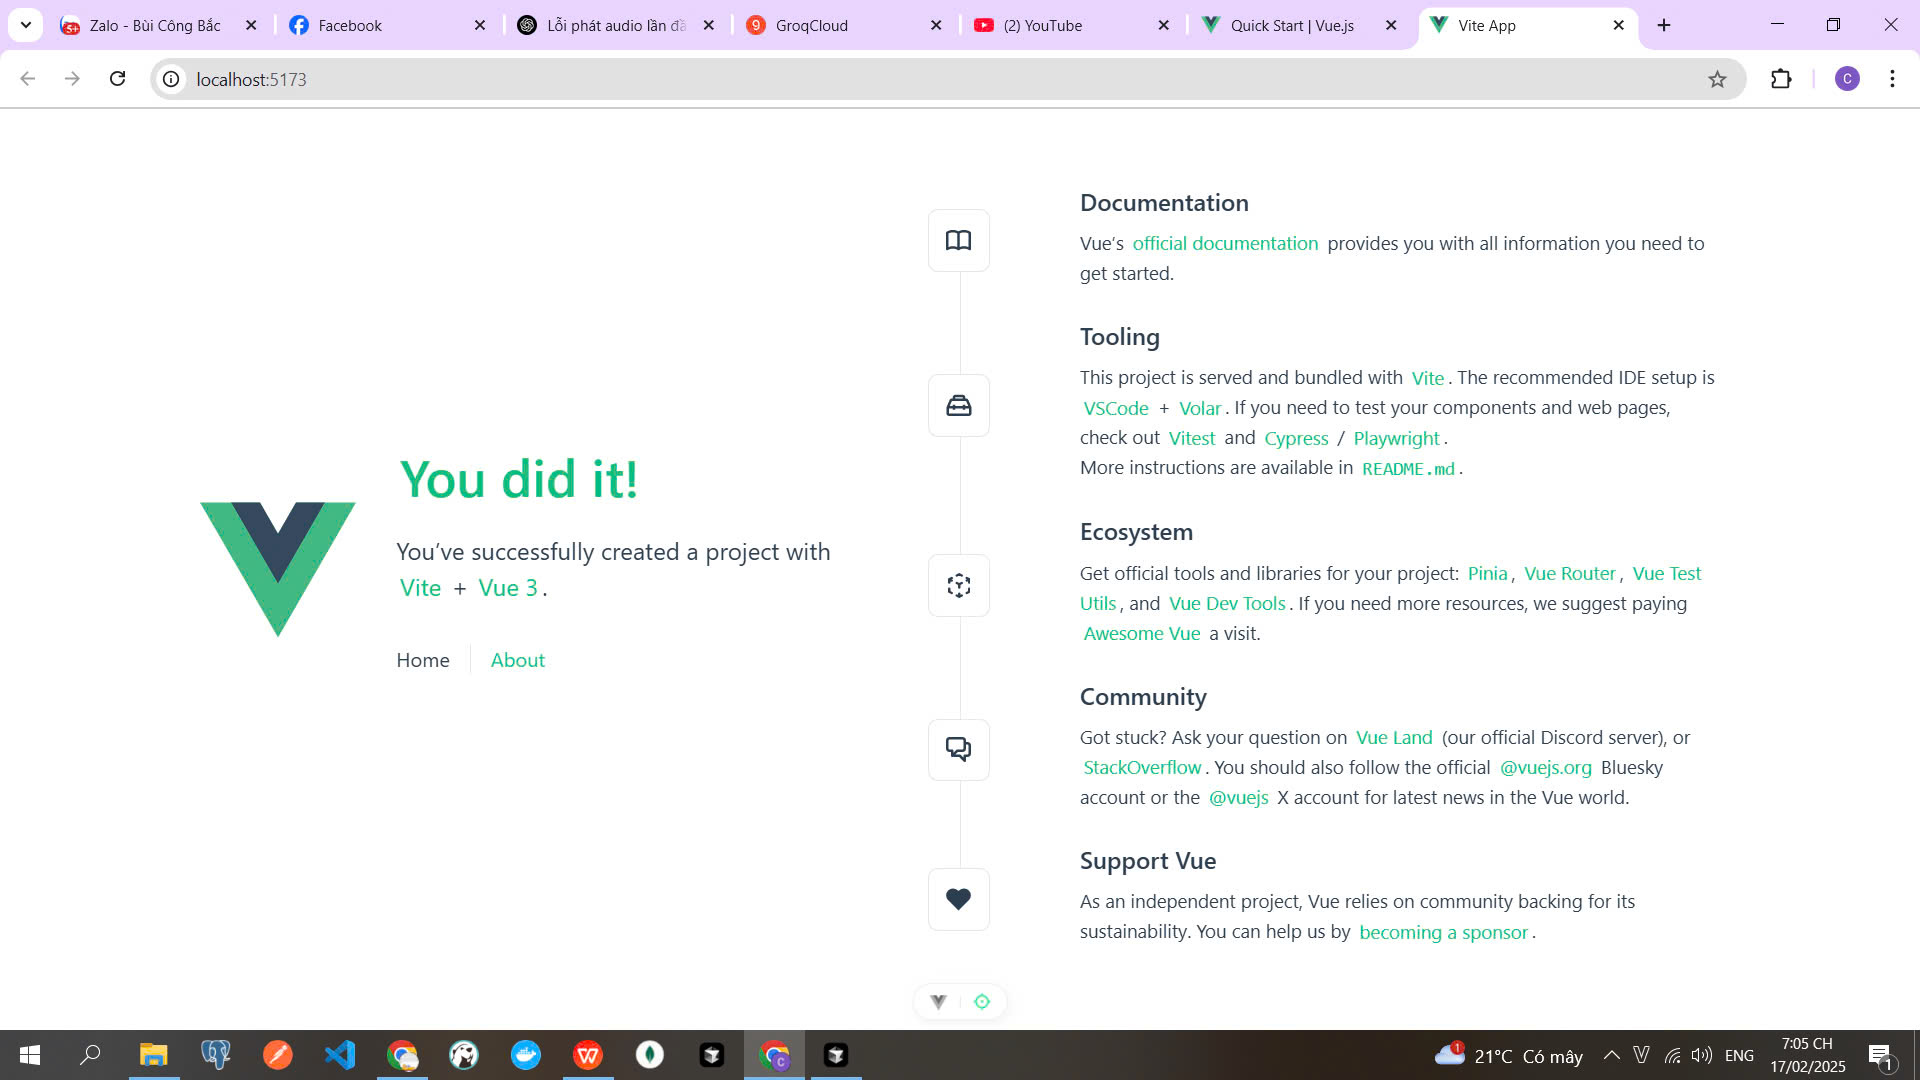 Zalo - Bùi Công Bắc
Facebook
Lỗi phát audio lần đầ
GroqCloud
(2) YouTube
Quick Start | Vue.js
Vite App
localhost:5173
C
You did it!
You’ve successfully created a project with
Vite + Vue 3.
Home
About
Documentation
Vue’s official documentation provides you with all information you need to
get started.
Tooling
This project is served and bundled with Vite. The recommended IDE setup is
VSCode + Volar. If you need to test your components and web pages,
check out Vitest and Cypress / Playwright.
More instructions are available in README.md.
Ecosystem
Get official tools and libraries for your project: Pinia, Vue Router, Vue Test
Utils, and Vue Dev Tools. If you need more resources, we suggest paying
Awesome Vue a visit.
Community
Got stuck? Ask your question on Vue Land (our official Discord server), or
StackOverflow. You should also follow the official @vuejs.org Bluesky
account or the @vuejs X account for latest news in the Vue world.
Support Vue
As an independent project, Vue relies on community backing for its
sustainability. You can help us by becoming a sponsor.
1
21°C Có mây
ENG
7:05 CH
17/02/2025
1